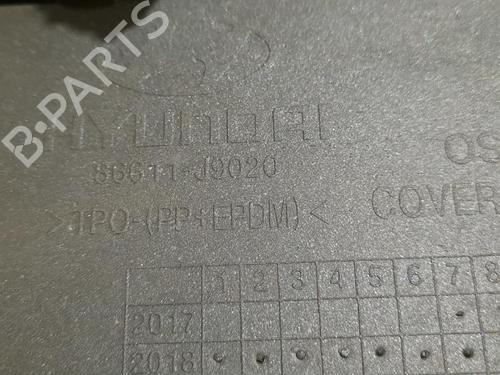 HYUNDAI
86611-J9020
OS
>TPO-(PP+EPDM)<
COVER
1 2 3 4 5 6 7 8
2017
2018
B-PARTS